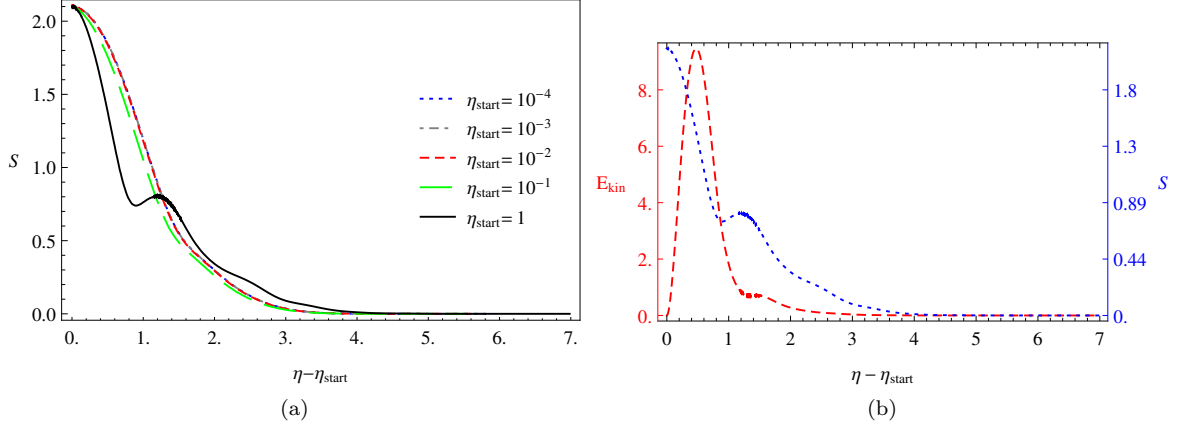 2.0
1.5
1.0
0.5
0.0
S
0. 1. 2. 3. 4. 5. 6. 7.
η−η_start
η_start = 10^−4
η_start = 10^−3
η_start = 10^−2
η_start = 10^−1
η_start = 1
(a)
8.
6.
4.
2.
0.
E_kin
1.8
1.3
0.89
0.44
0.
S
0 1 2 3 4 5 6 7
η − η_start
(b)